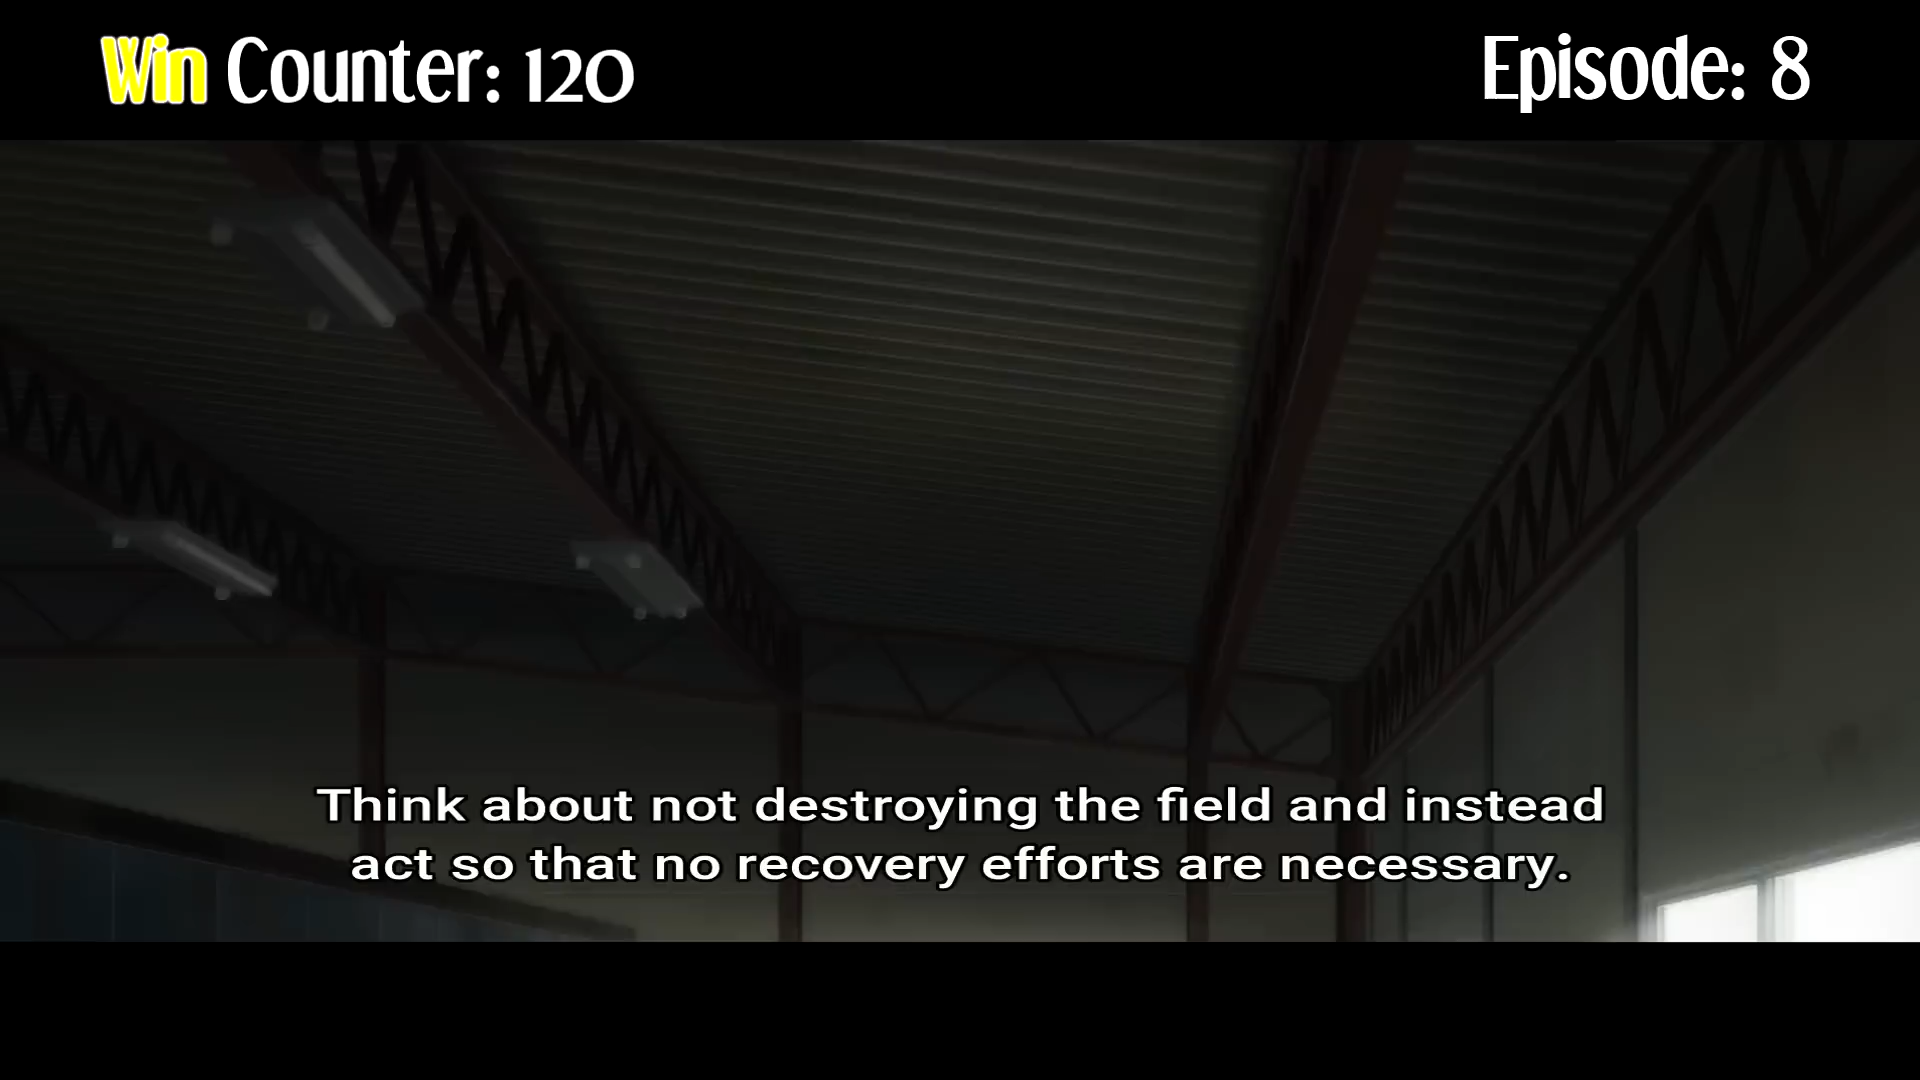 Win Counter: 120
Episode: 8
Think about not destroying the field and instead
act so that no recovery efforts are necessary.